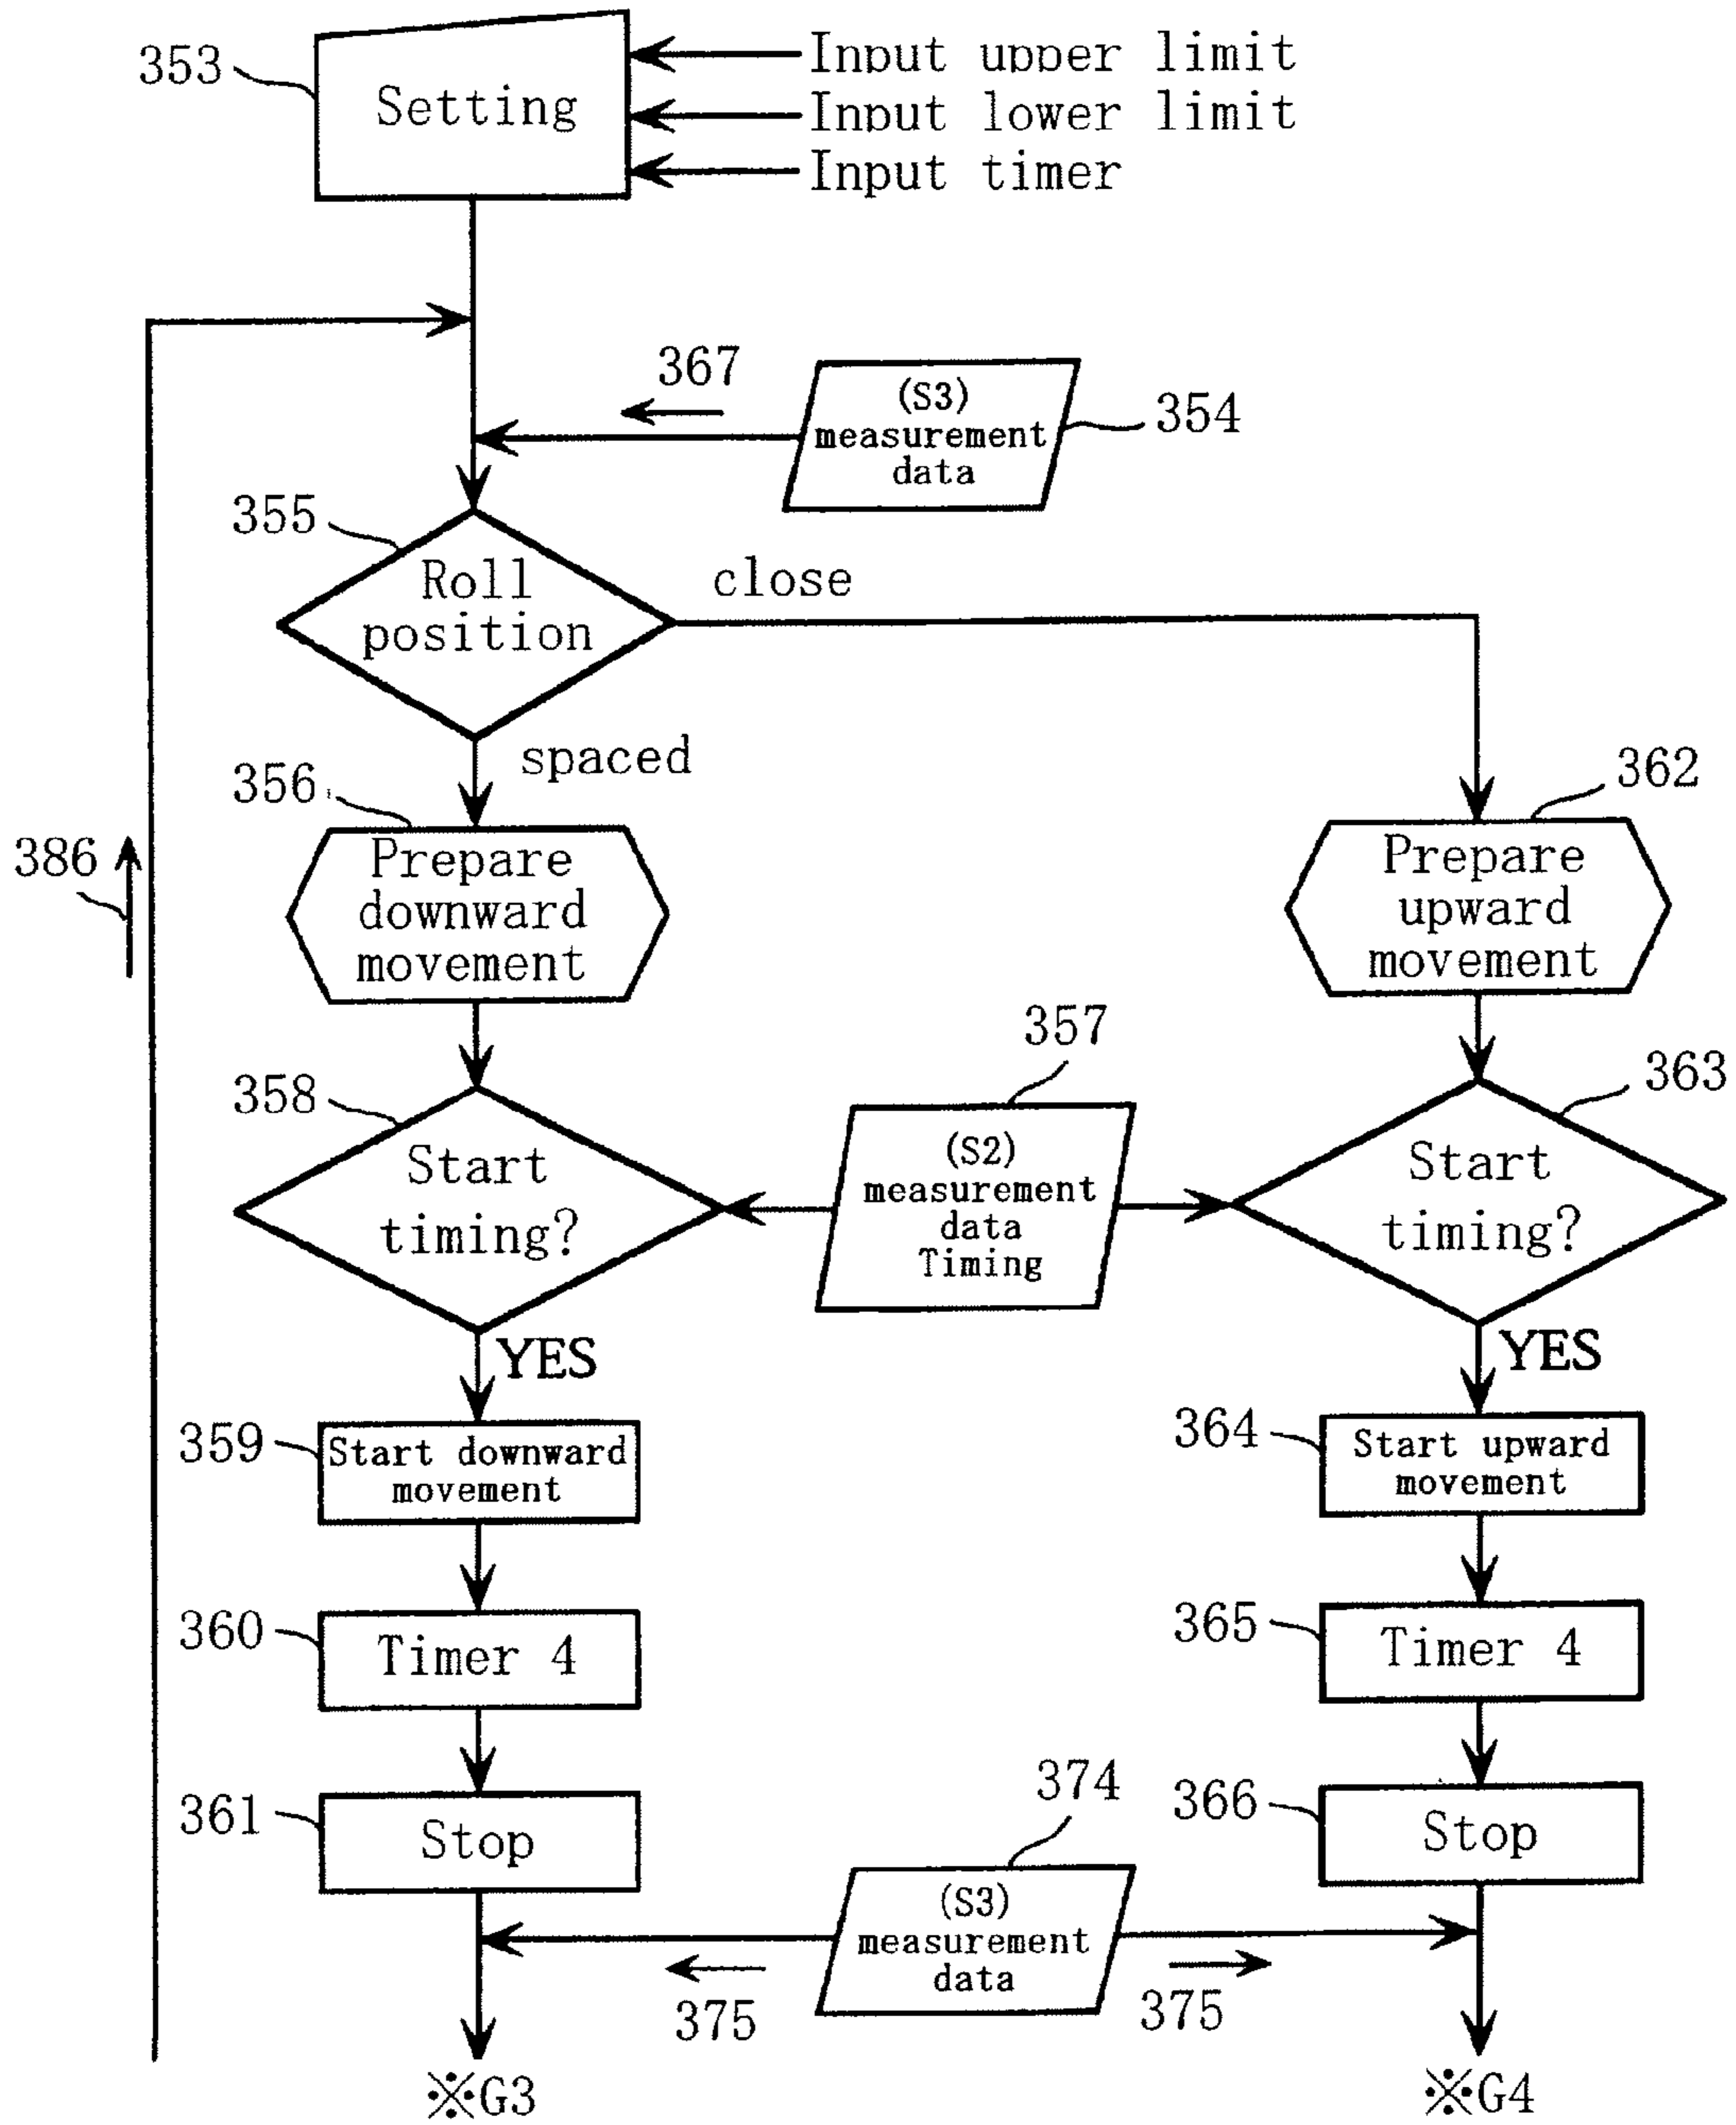 353
Setting
Input upper limit
Input lower limit
Input timer
367
(S3)
measurement
data
354
355
Roll
position
close
spaced
356
Prepare
downward
movement
362
Prepare
upward
movement
386
357
(S2)
measurement
data
Timing
358
Start
timing?
363
Start
timing?
YES
YES
359
Start downward
movement
364
Start upward
movement
360
Timer 4
365
Timer 4
361
Stop
374
(S3)
measurement
data
366
Stop
375
375
※G3
※G4